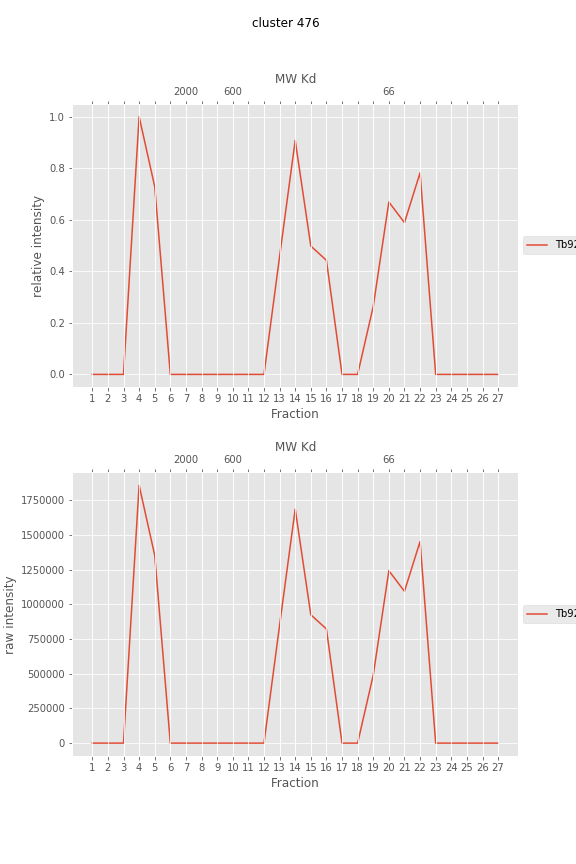 cluster 476
MW Kd
2000 600 66
1.0
0.8
0.6
0.4
0.2
0.0
relative intensity
Tb92
1 2 3 4 5 6 7 8 9 10 11 12 13 14 15 16 17 18 19 20 21 22 23 24 25 26 27
Fraction
MW Kd
2000 600 66
1750000
1500000
1250000
1000000
750000
500000
250000
0
raw intensity
Tb92
1 2 3 4 5 6 7 8 9 10 11 12 13 14 15 16 17 18 19 20 21 22 23 24 25 26 27
Fraction